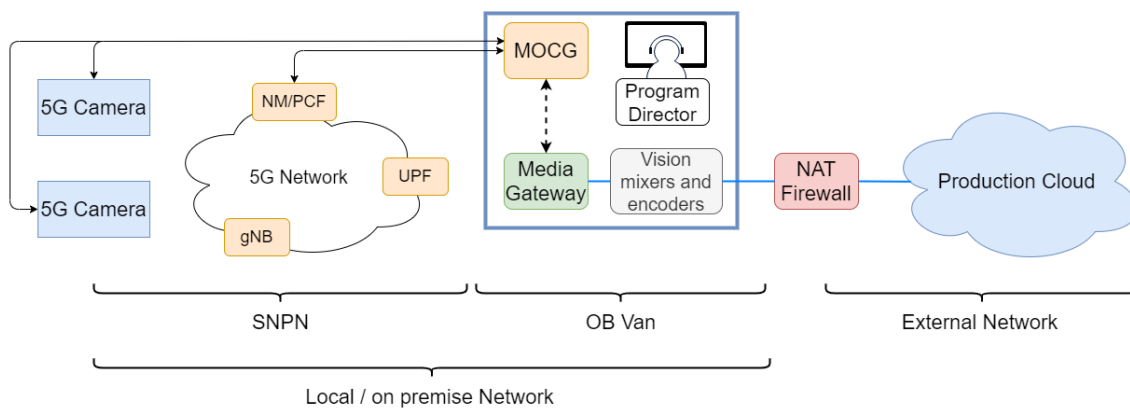 MOCG
Program
Director
NM/PCF
5G Camera
5G Network
UPF
Media
Gateway
Vision
mixers and
encoders
NAT
Firewall
Production Cloud
5G Camera
gNB
SNPN
OB Van
External Network
Local / on premise Network